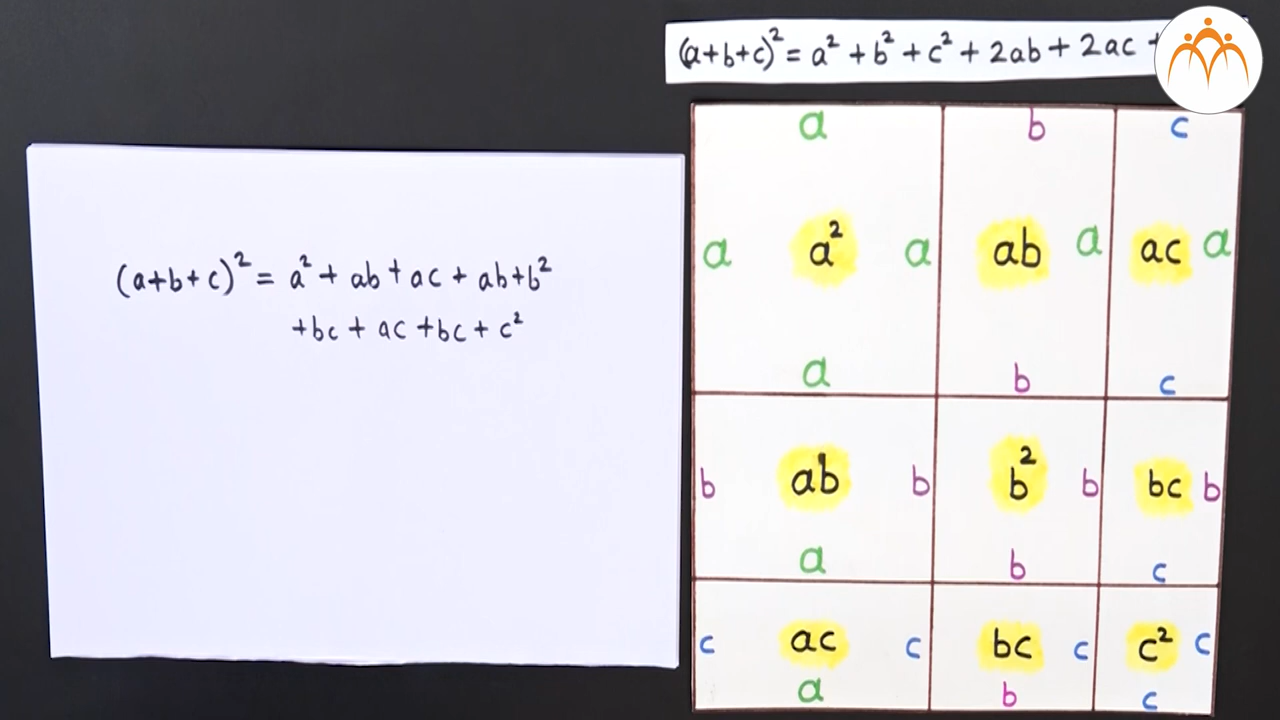 (a+b+c)² = a² + b² + c² + 2ab + 2ac +
(a+b+c)² = a² + ab + ac + ab + b²
+ bc + ac + bc + c²
a b c
a a² a ab a ac a
a b c
b ab b b² b bc b
a b c
c ac c bc c c² c
a b c